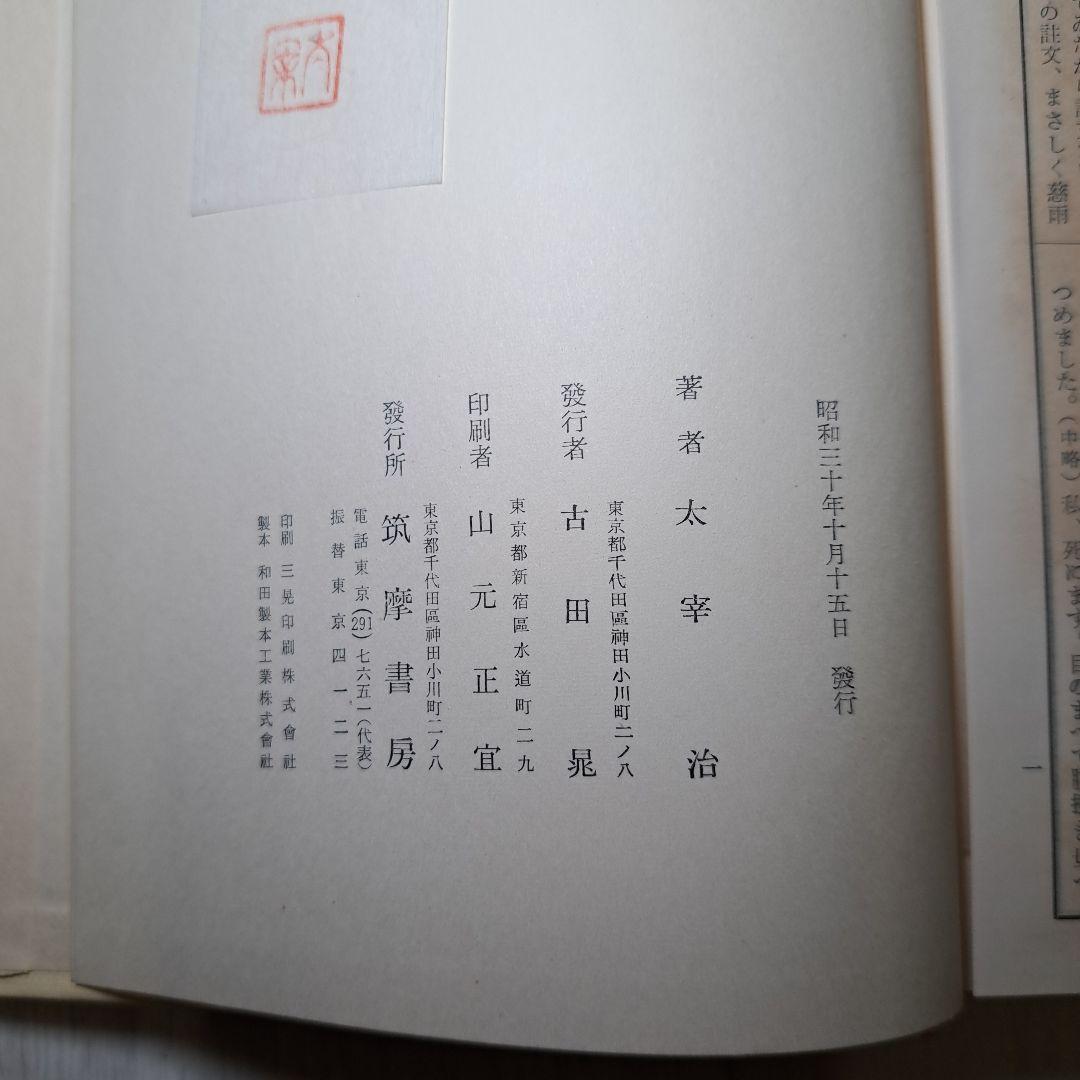 の註文、まさしく慈雨
つめました。(中略)
一
昭和三十年十月十五日 發行
著者 太宰治
東京都千代田區神田小川町二ノ八
發行者 古田晁
東京都新宿區水道町二九
印刷者 山元正宜
東京都千代田區神田小川町二ノ八
發行所 筑摩書房
電話東京(291)七六五一(代表)
振替東京四一二三
印刷 三晃印刷株式會社
製本 和田製本工業株式會社